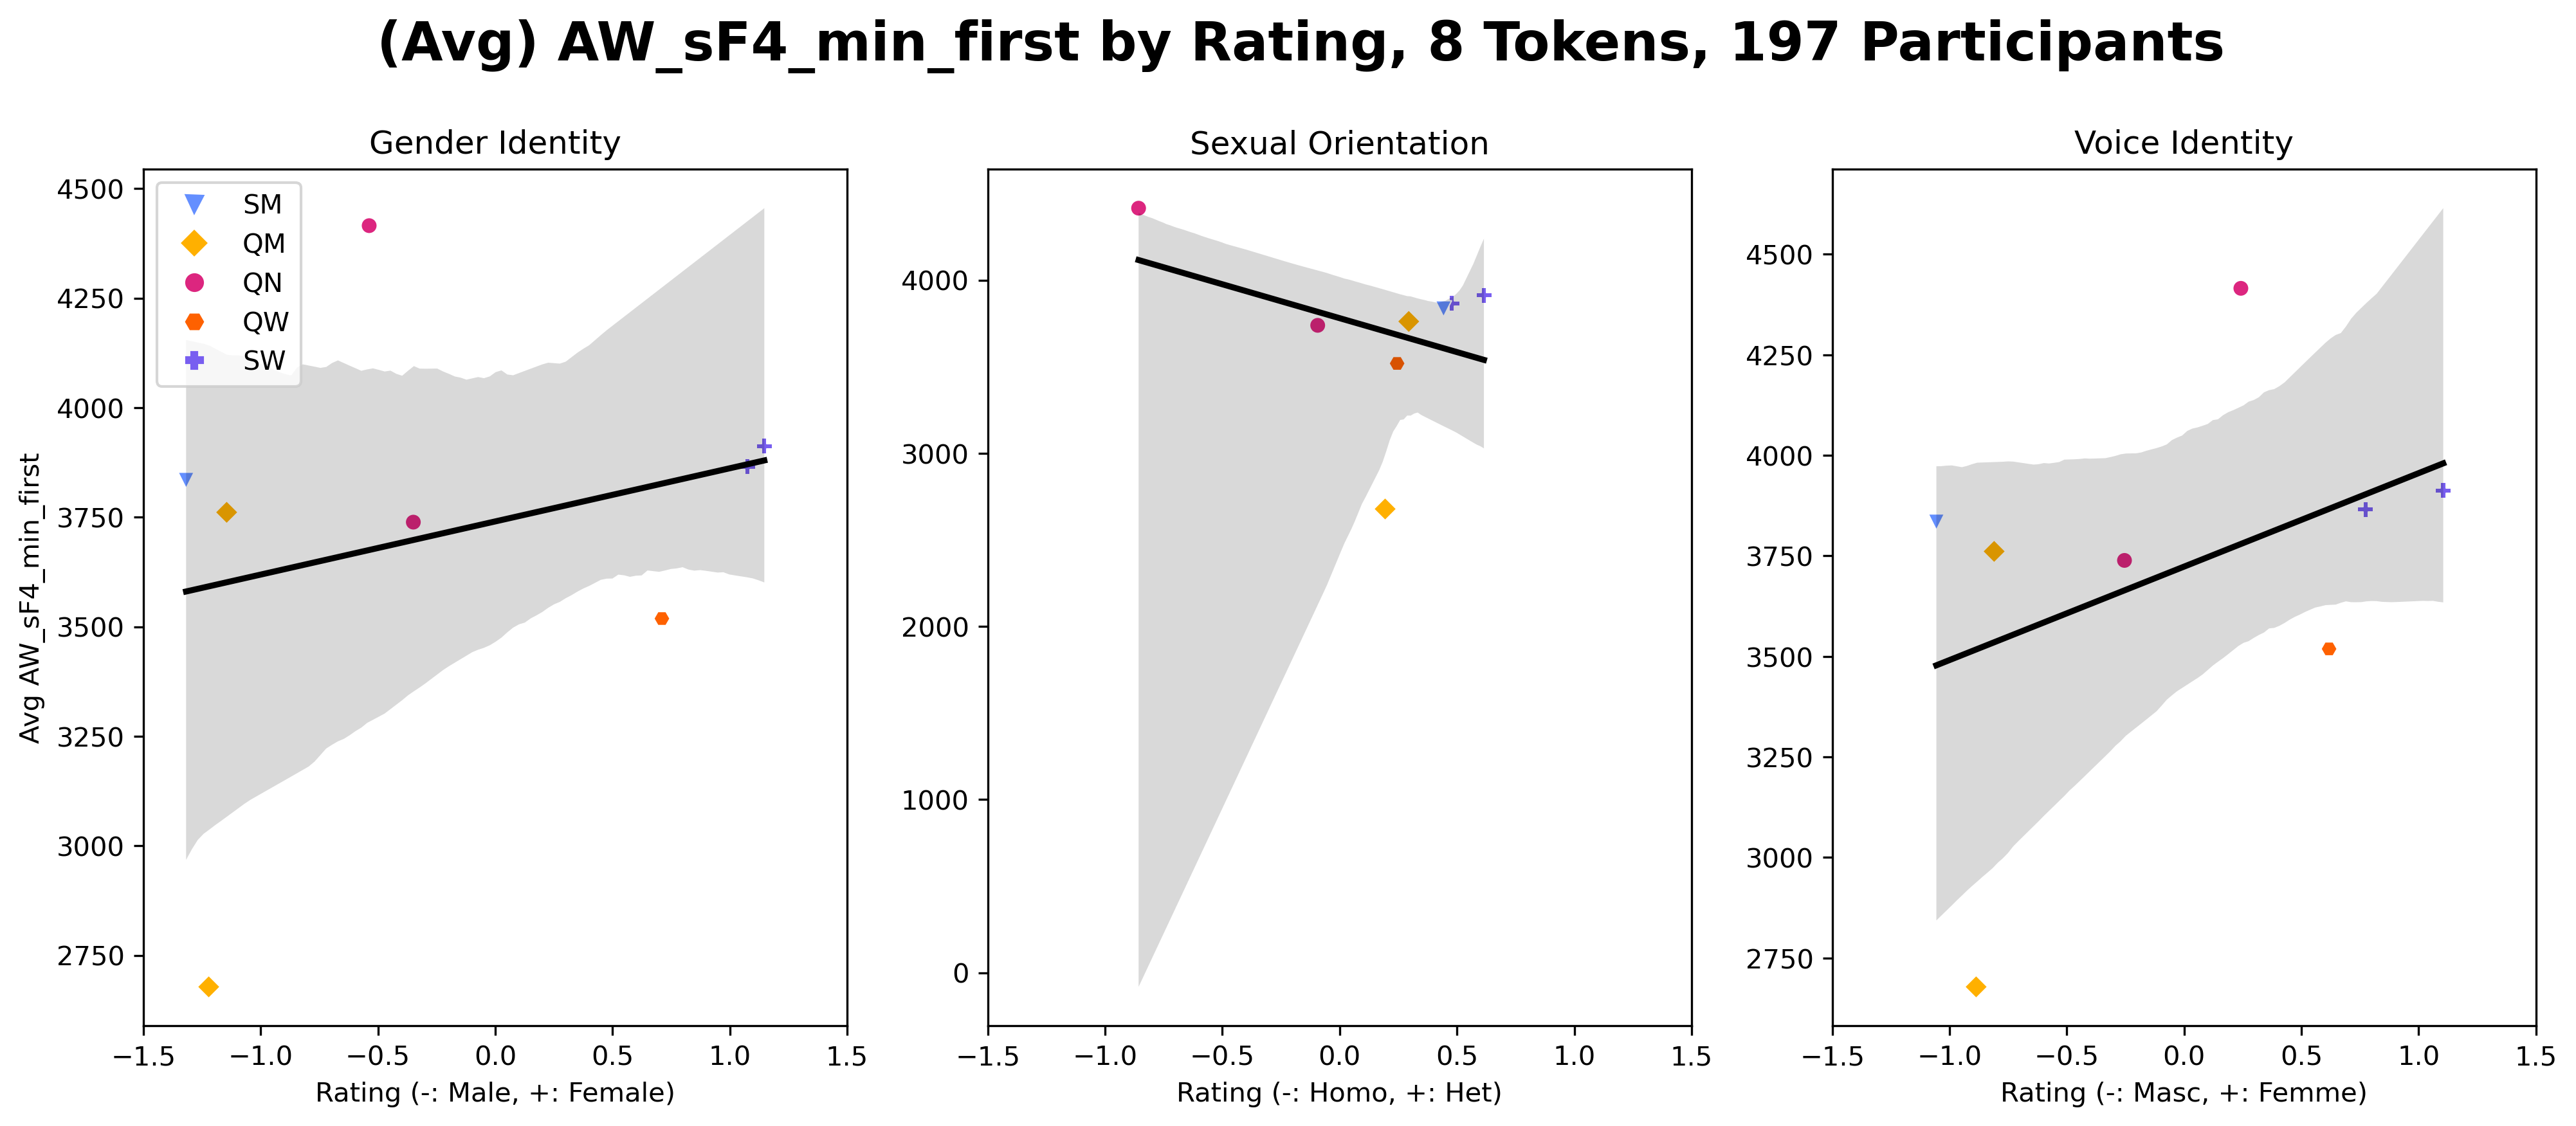 (Avg) AW_sF4_min_first by Rating, 8 Tokens, 197 Participants
Gender Identity
Sexual Orientation
Voice Identity
Avg AW_sF4_min_first
4500
4250
4000
3750
3500
3250
3000
2750
SM
QM
QN
QW
SW
−1.5 −1.0 −0.5 0.0 0.5 1.0 1.5
Rating (-: Male, +: Female)
4000
3000
2000
1000
0
−1.5 −1.0 −0.5 0.0 0.5 1.0 1.5
Rating (-: Homo, +: Het)
4500
4250
4000
3750
3500
3250
3000
2750
−1.5 −1.0 −0.5 0.0 0.5 1.0 1.5
Rating (-: Masc, +: Femme)